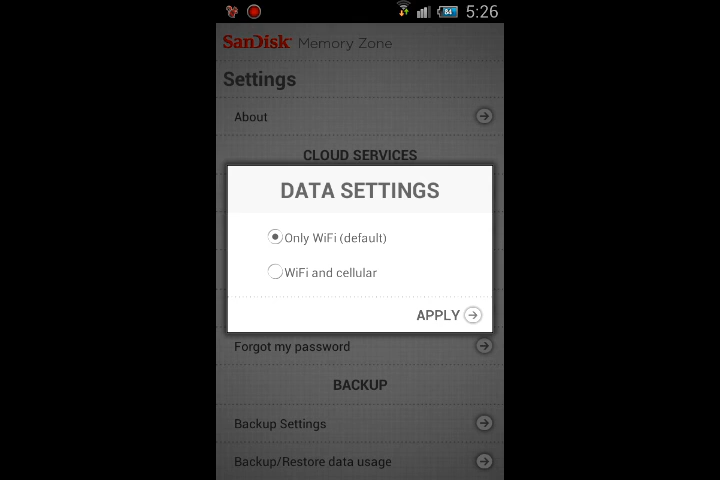 84 5:26
SanDisk Memory Zone
Settings
About
CLOUD SERVICES
DATA SETTINGS
Only WiFi (default)
WiFi and cellular
APPLY
Forgot my password
BACKUP
Backup Settings
Backup/Restore data usage